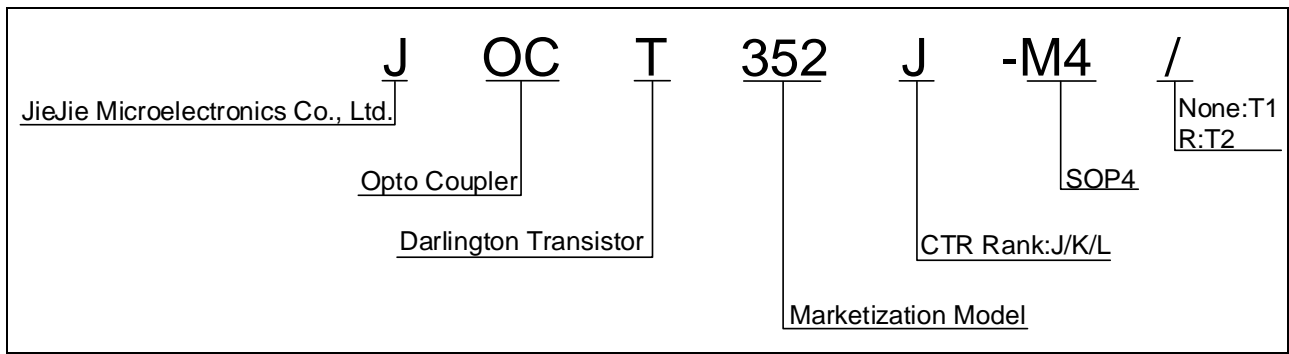 J OC T 352 J -M4 /
JieJie Microelectronics Co., Ltd.
None:T1
R:T2
Opto Coupler
SOP4
Darlington Transistor
CTR Rank:J/K/L
Marketization Model